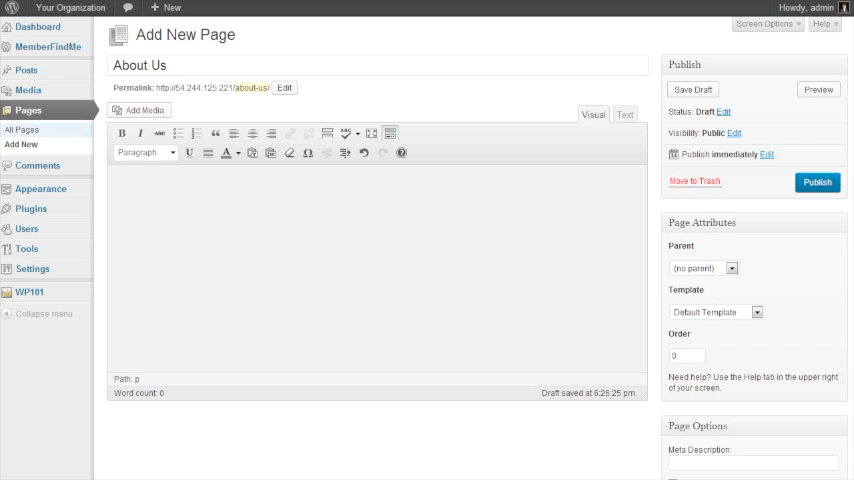 Your Organization
New
Howdy, admin
Dashboard
MemberFindMe
Posts
Media
Pages
All Pages
Add New
Comments
Appearance
Plugins
Users
Tools
Settings
WP101
Collapse menu
Screen Options
Help
Add New Page
About Us
Permalink: http://54.244.125.221/about-us/ Edit
Add Media
Visual
Text
Paragraph
Path: p
Word count: 0
Draft saved at 6:26:25 pm.
Publish
Save Draft
Preview
Status: Draft Edit
Visibility: Public Edit
Publish immediately Edit
Move to Trash
Publish
Page Attributes
Parent
(no parent)
Template
Default Template
Order
0
Need help? Use the Help tab in the upper right
of your screen.
Page Options
Meta Description: